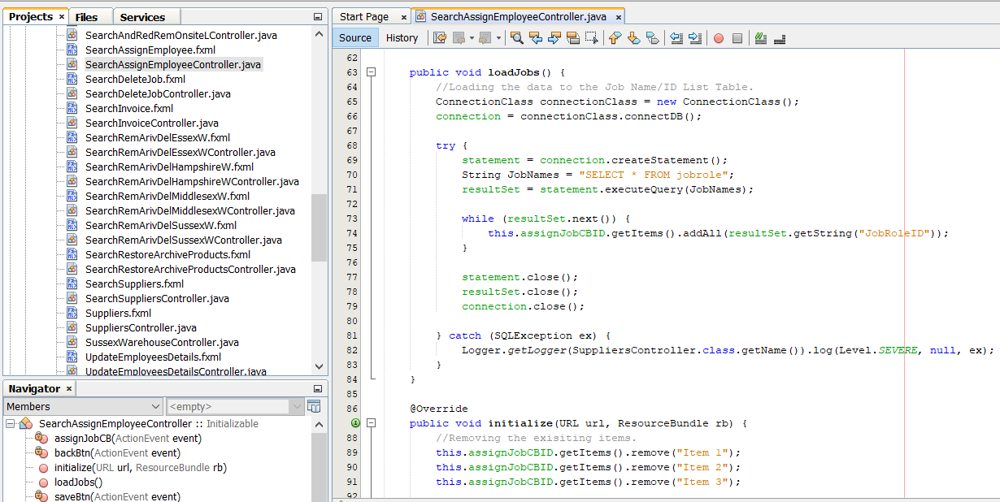 Projects × Files Services
SearchAndRedRemOnsiteLController.java
SearchAssignEmployee.fxml
SearchAssignEmployeeController.java
SearchDeleteJob.fxml
SearchDeleteJobController.java
SearchInvoice.fxml
SearchInvoiceController.java
SearchRemArivDelEssexW.fxml
SearchRemArivDelEssexWController.java
SearchRemArivDelHampshireW.fxml
SearchRemArivDelHampshireWController.java
SearchRemArivDelMiddlesexW.fxml
SearchRemArivDelMiddlesexWController.java
SearchRemArivDelSussexW.fxml
SearchRemArivDelSussexWController.java
SearchRestoreArchiveProducts.fxml
SearchRestoreArchiveProductsController.java
SearchSuppliers.fxml
SearchSuppliersController.java
Suppliers.fxml
SuppliersController.java
SussexWarehouseController.java
UpdateEmployeesDetails.fxml
UpdateEmployeesDetailsController.java
Navigator ×
Members <empty>
SearchAssignEmployeeController :: Initializable
assignJobCB(ActionEvent event)
backBtn(ActionEvent event)
initialize(URL url, ResourceBundle rb)
loadJobs()
saveBtn(ActionEvent event)
Start Page × SearchAssignEmployeeController.java ×
Source History
62
63 public void loadJobs() {
64 //Loading the data to the Job Name/ID List Table.
65 ConnectionClass connectionClass = new ConnectionClass();
66 connection = connectionClass.connectDB();
67
68 try {
69 statement = connection.createStatement();
70 String JobNames = "SELECT * FROM jobrole";
71 resultSet = statement.executeQuery(JobNames);
72
73 while (resultSet.next()) {
74 this.assignJobCBID.getItems().addAll(resultSet.getString("JobRoleID"));
75 }
76
77 statement.close();
78 resultSet.close();
79 connection.close();
80
81 } catch (SQLException ex) {
82 Logger.getLogger(SuppliersController.class.getName()).log(Level.SEVERE, null, ex);
83 }
84 }
85
86 @Override
public void initialize(URL url, ResourceBundle rb) {
88 //Removing the exisiting items.
89 this.assignJobCBID.getItems().remove("Item 1");
90 this.assignJobCBID.getItems().remove("Item 2");
91 this.assignJobCBID.getItems().remove("Item 3");
92